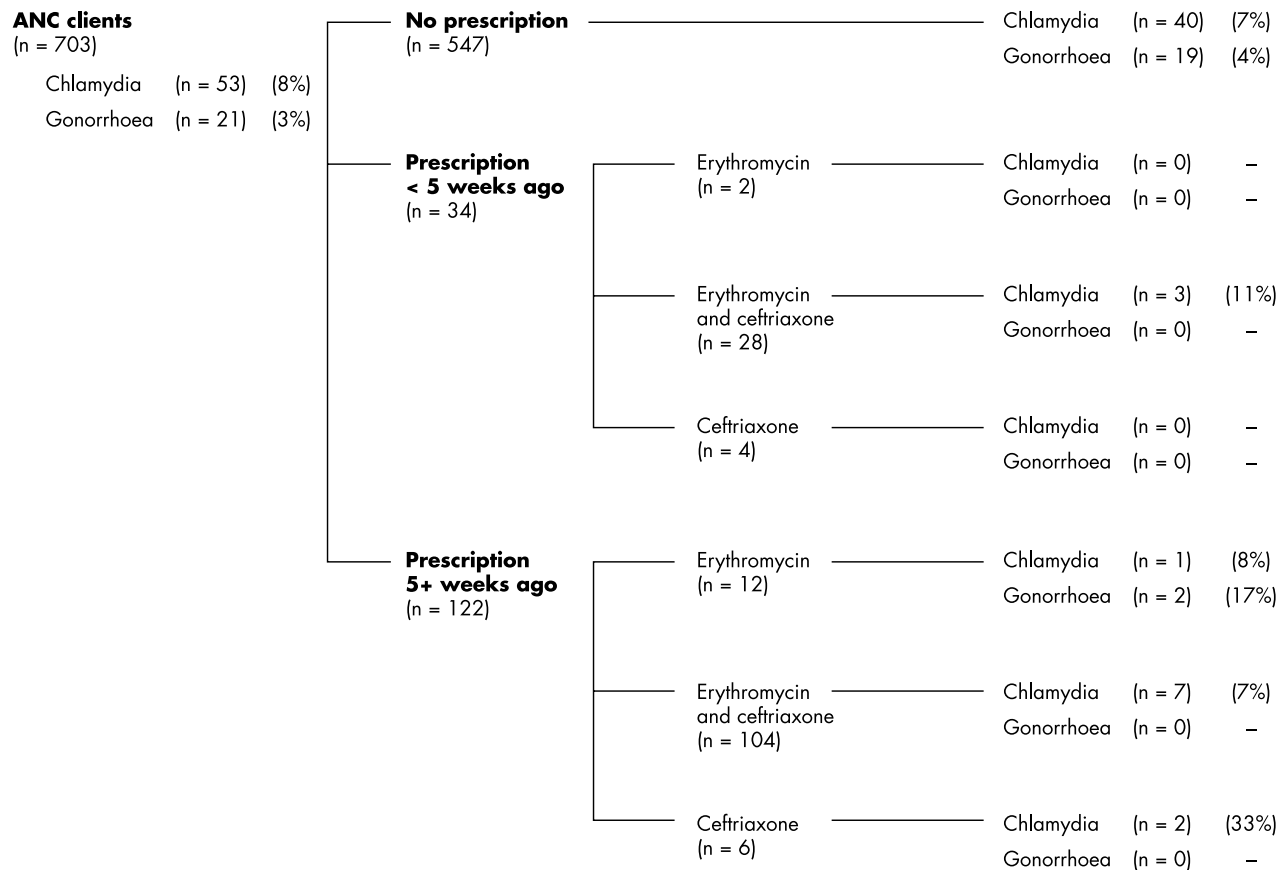 ANC clients
(n = 703)
Chlamydia (n = 53) (8%)
Gonorrhoea (n = 21) (3%)
No prescription
(n = 547)
Chlamydia (n = 40) (7%)
Gonorrhoea (n = 19) (4%)
Prescription
< 5 weeks ago
(n = 34)
Erythromycin
(n = 2)
Chlamydia (n = 0) –
Gonorrhoea (n = 0) –
Erythromycin
and ceftriaxone
(n = 28)
Chlamydia (n = 3) (11%)
Gonorrhoea (n = 0) –
Ceftriaxone
(n = 4)
Chlamydia (n = 0) –
Gonorrhoea (n = 0) –
Prescription
5+ weeks ago
(n = 122)
Erythromycin
(n = 12)
Chlamydia (n = 1) (8%)
Gonorrhoea (n = 2) (17%)
Erythromycin
and ceftriaxone
(n = 104)
Chlamydia (n = 7) (7%)
Gonorrhoea (n = 0) –
Ceftriaxone
(n = 6)
Chlamydia (n = 2) (33%)
Gonorrhoea (n = 0) –